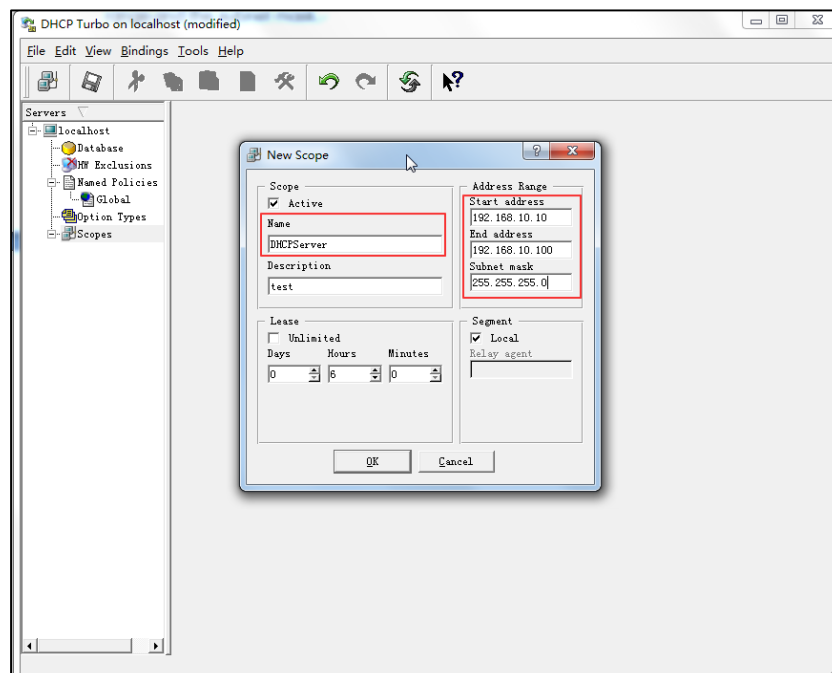 DHCP Turbo on localhost (modified)
File Edit View Bindings Tools Help
Servers
localhost
Database
HW Exclusions
Named Policies
Global
Option Types
Scopes
New Scope
Scope
Active
Name
DHCPServer
Description
test
Address Range
Start address
192.168.10.10
End address
192.168.10.100
Subnet mask
255.255.255.0
Lease
Unlimited
Days Hours Minutes
0 6 0
Segment
Local
Relay agent
OK Cancel